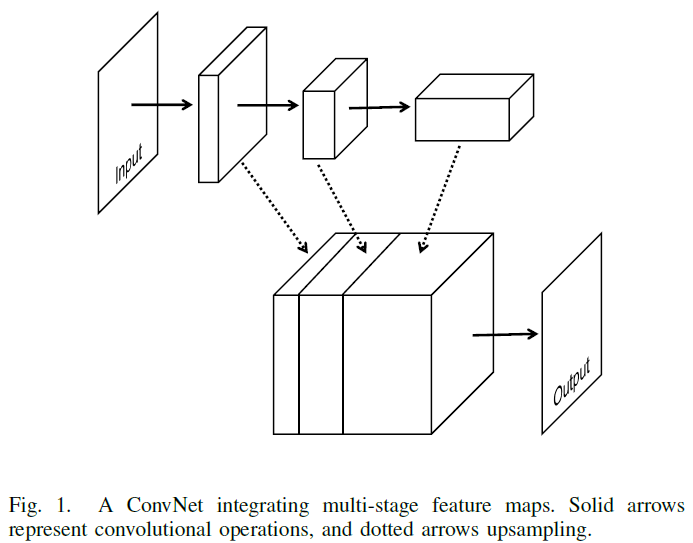 Input
Output
Fig. 1. A ConvNet integrating multi-stage feature maps. Solid arrows
represent convolutional operations, and dotted arrows upsampling.